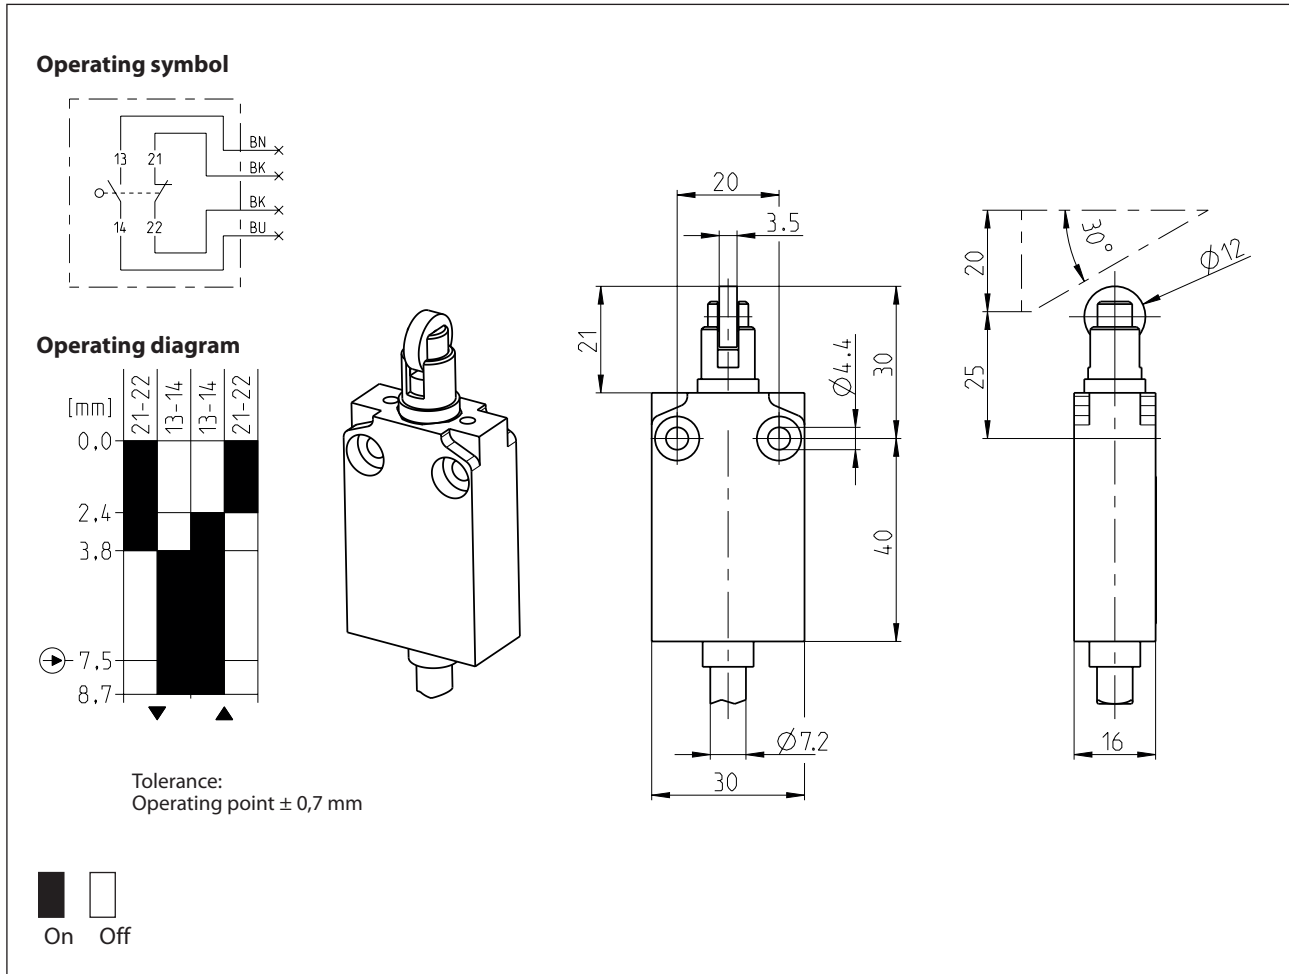 Operating symbol
BN
13 21
BK
BK
14 22
BU
Operating diagram
[mm] 21-22 13-14 13-14 21-22
0,0
2,4
3,8
7,5
8,7
Tolerance:
Operating point ± 0,7 mm
On Off
20
3.5
21
Ø4.4
30
40
Ø7.2
30
20
30°
Ø12
25
16